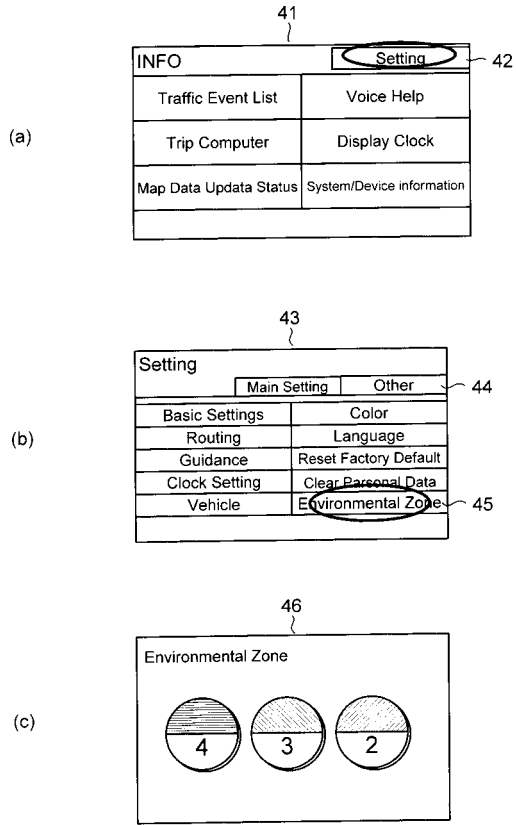 41
INFO Setting 42
Traffic Event List Voice Help
(a)
Trip Computer Display Clock
Map Data Updata Status System/Device information
43
Setting
Main Setting Other 44
Basic Settings Color
(b)
Routing Language
Guidance Reset Factory Default
Clock Setting Clear Parsonal Data
Vehicle Environmental Zone 45
46
Environmental Zone
(c)
4 3 2